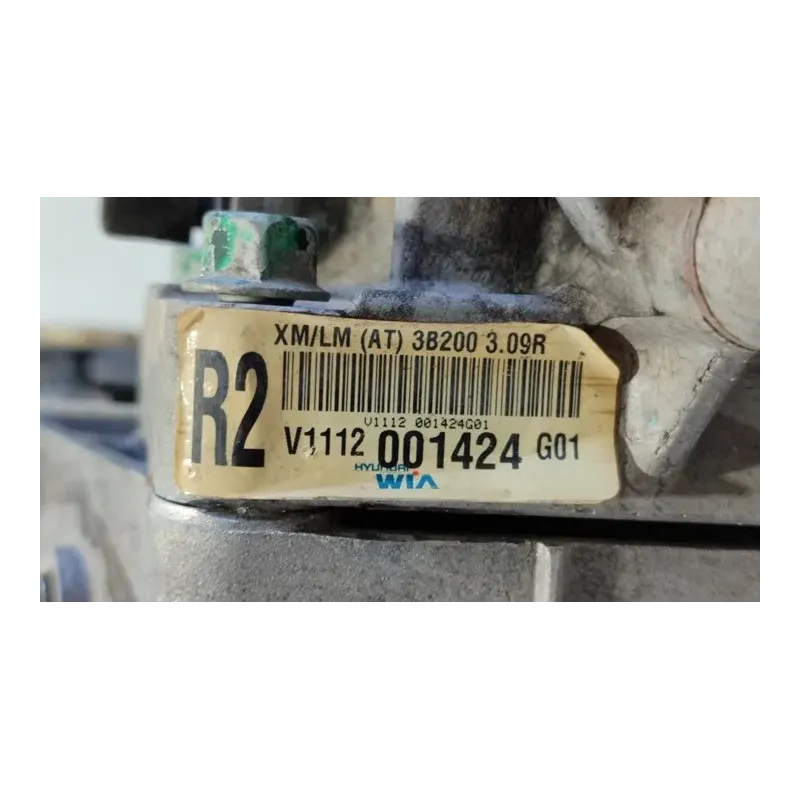 XM/LM (AT) 3B200 3.09R
R2
V1112 001424G01
V1112 001424 G01
HYUNDAI
WIA